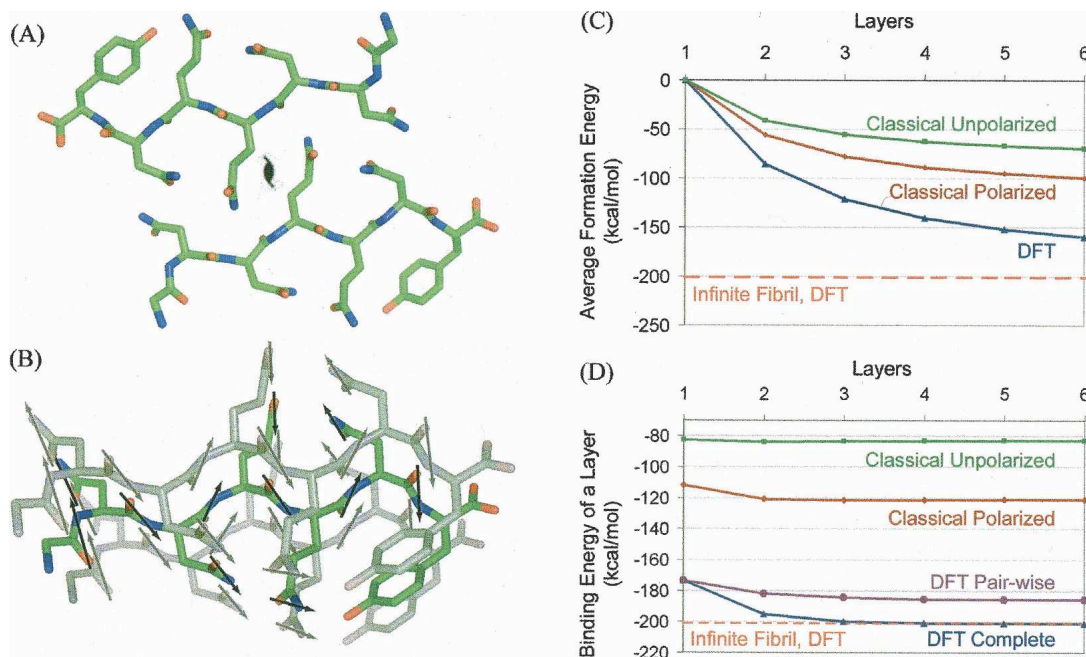 (A)
(B)
(C)
Layers
1 2 3 4 5 6
Average Formation Energy
(kcal/mol)
0
-50
-100
-150
-200
-250
Classical Unpolarized
Classical Polarized
DFT
Infinite Fibril, DFT
(D)
Layers
1 2 3 4 5 6
Binding Energy of a Layer
(kcal/mol)
-80
-100
-120
-140
-160
-180
-200
-220
Classical Unpolarized
Classical Polarized
DFT Pair-wise
Infinite Fibril, DFT
DFT Complete